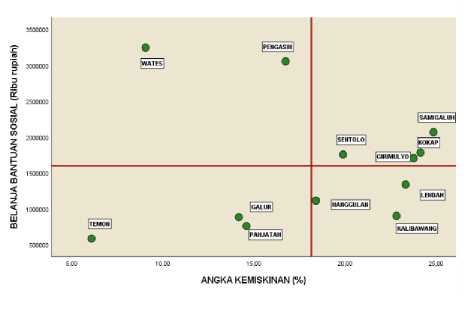 BELANJA BANTUAN SOSIAL (Ribu rupiah)
3500000
3000000
2500000
2000000
1500000
1000000
500000
WATES
PENGASIH
SAMIGALUH
SENTOLO
KOKAP
GIRIMULYO
LENDAH
NANGGULAN
GALUR
KALIBAWANG
TEMON
PANJATAN
5,00
10,00
15,00
20,00
25,00
ANGKA KEMISKINAN (%)